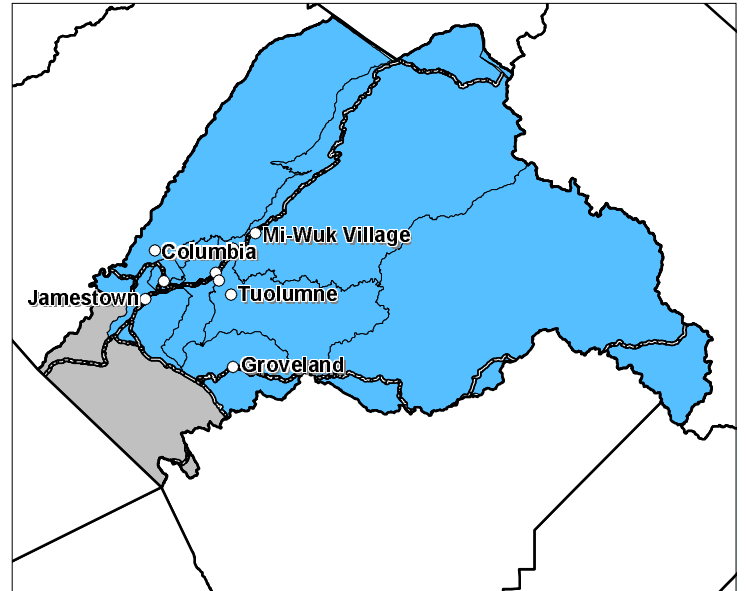 Mi-Wuk Village
Columbia
Jamestown
Tuolumne
Groveland